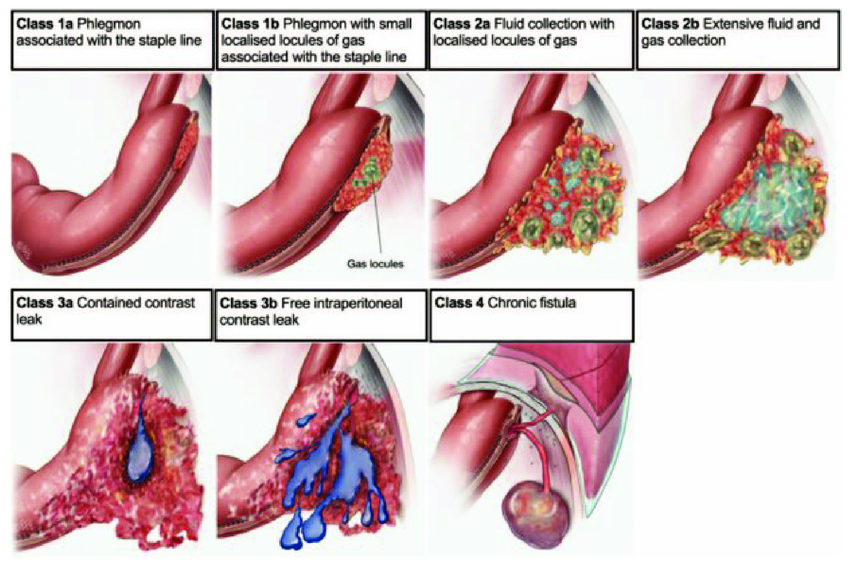 Class 1a Phlegmon
associated with the staple line
Class 1b Phlegmon with small
localised locules of gas
associated with the staple line
Class 2a Fluid collection with
localised locules of gas
Class 2b Extensive fluid and
gas collection
Gas locules
Class 3a Contained contrast
leak
Class 3b Free intraperitoneal
contrast leak
Class 4 Chronic fistula